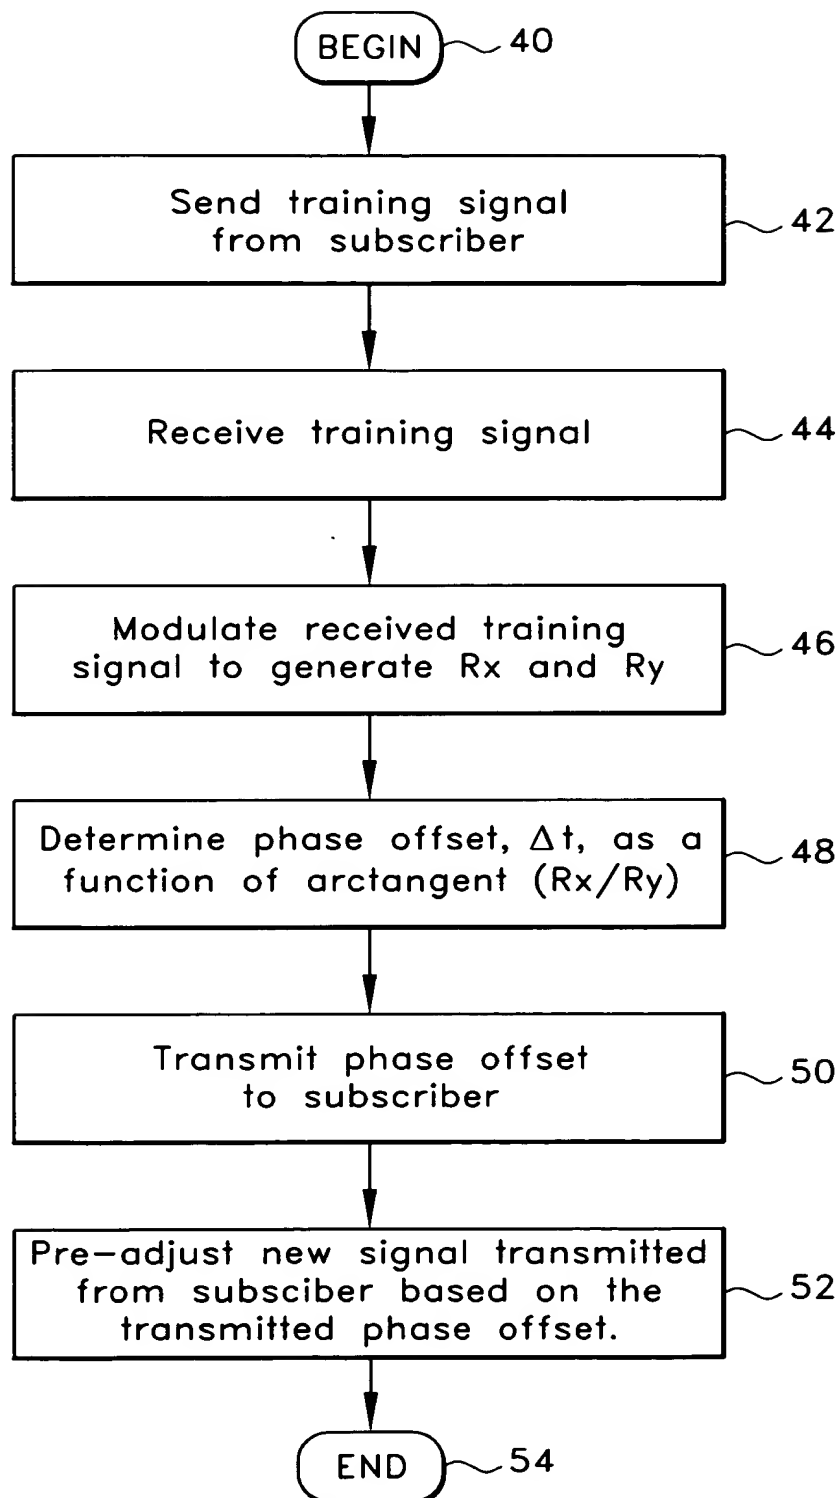 BEGIN
40
Send training signal
from subscriber
42
Receive training signal
44
Modulate received training
signal to generate Rx and Ry
46
Determine phase offset, Δt, as a
function of arctangent (Rx/Ry)
48
Transmit phase offset
to subscriber
50
Pre-adjust new signal transmitted
from subsciber based on the
transmitted phase offset.
52
END
54